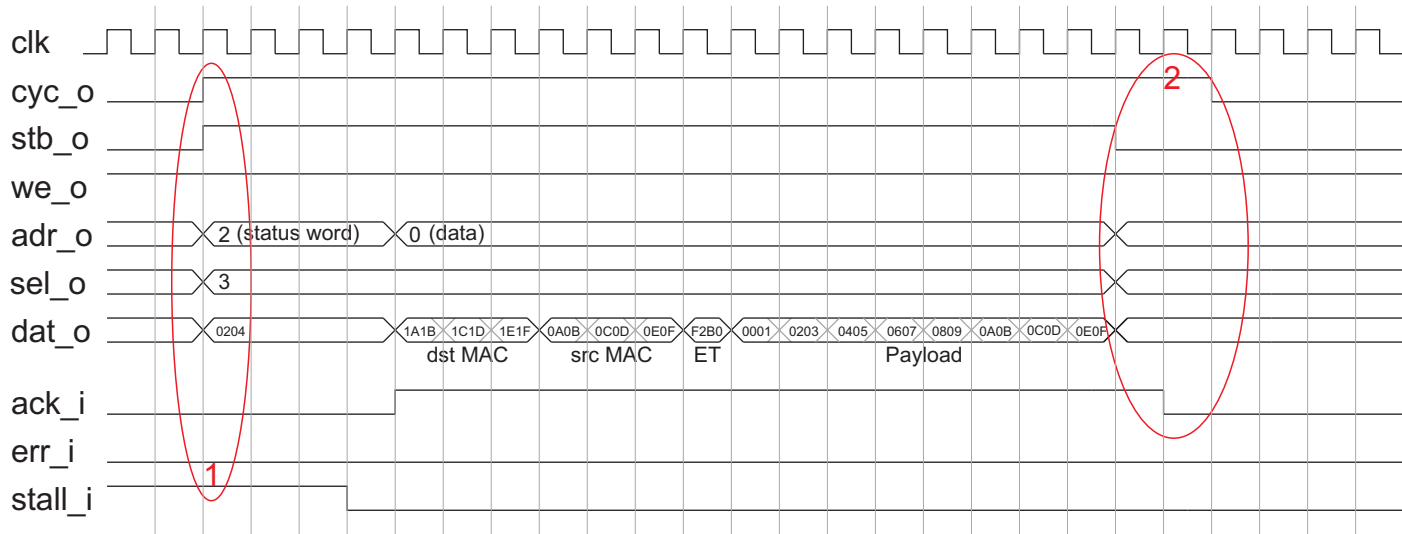 clk
cyc_o 2
stb_o
we_o
adr_o 2 (status word) 0 (data)
sel_o 3
dat_o 0204 1A1B 1C1D 1E1F 0A0B 0C0D 0E0F F2B0 0001 0203 0405 0607 0809 0A0B 0C0D 0E0F
dst MAC src MAC ET Payload
ack_i
err_i
1
stall_i